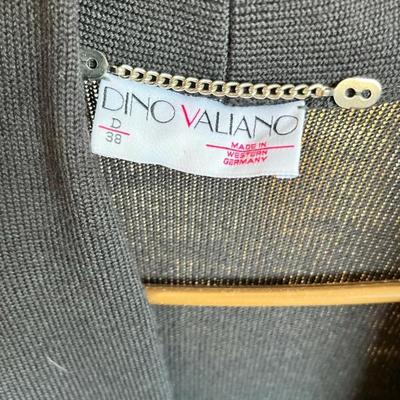 DINO VALIANO
D
38
MADE IN
WESTERN
GERMANY